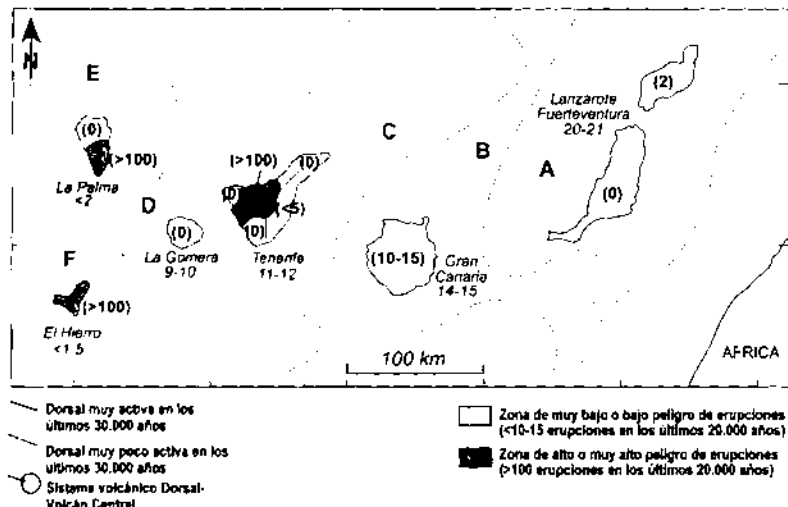 N
E
(0)
(>100)
La Palma
<2
D
(0)
La Gomera
9-10
F
(>100)
El Hierro
<1.5
(>100)
(0)
(0)
(<5)
(0)
Tenerife
11-12
C
(10-15)
Gran
Canaria
14-15
B
A
Lanzarote
Fuerteventura
20-21
(2)
(0)
100 km
AFRICA
Dorsal muy activa en los
últimos 30.000 años
Dorsal muy poco activa en los
últimos 30.000 años
Sistema volcánico Dorsal-
Volcán Central
Zona de muy bajo o bajo peligro de erupciones
(<10-15 erupciones en los últimos 20.000 años)
Zona de alto o muy alto peligro de erupciones
(>100 erupciones en los últimos 20.000 años)